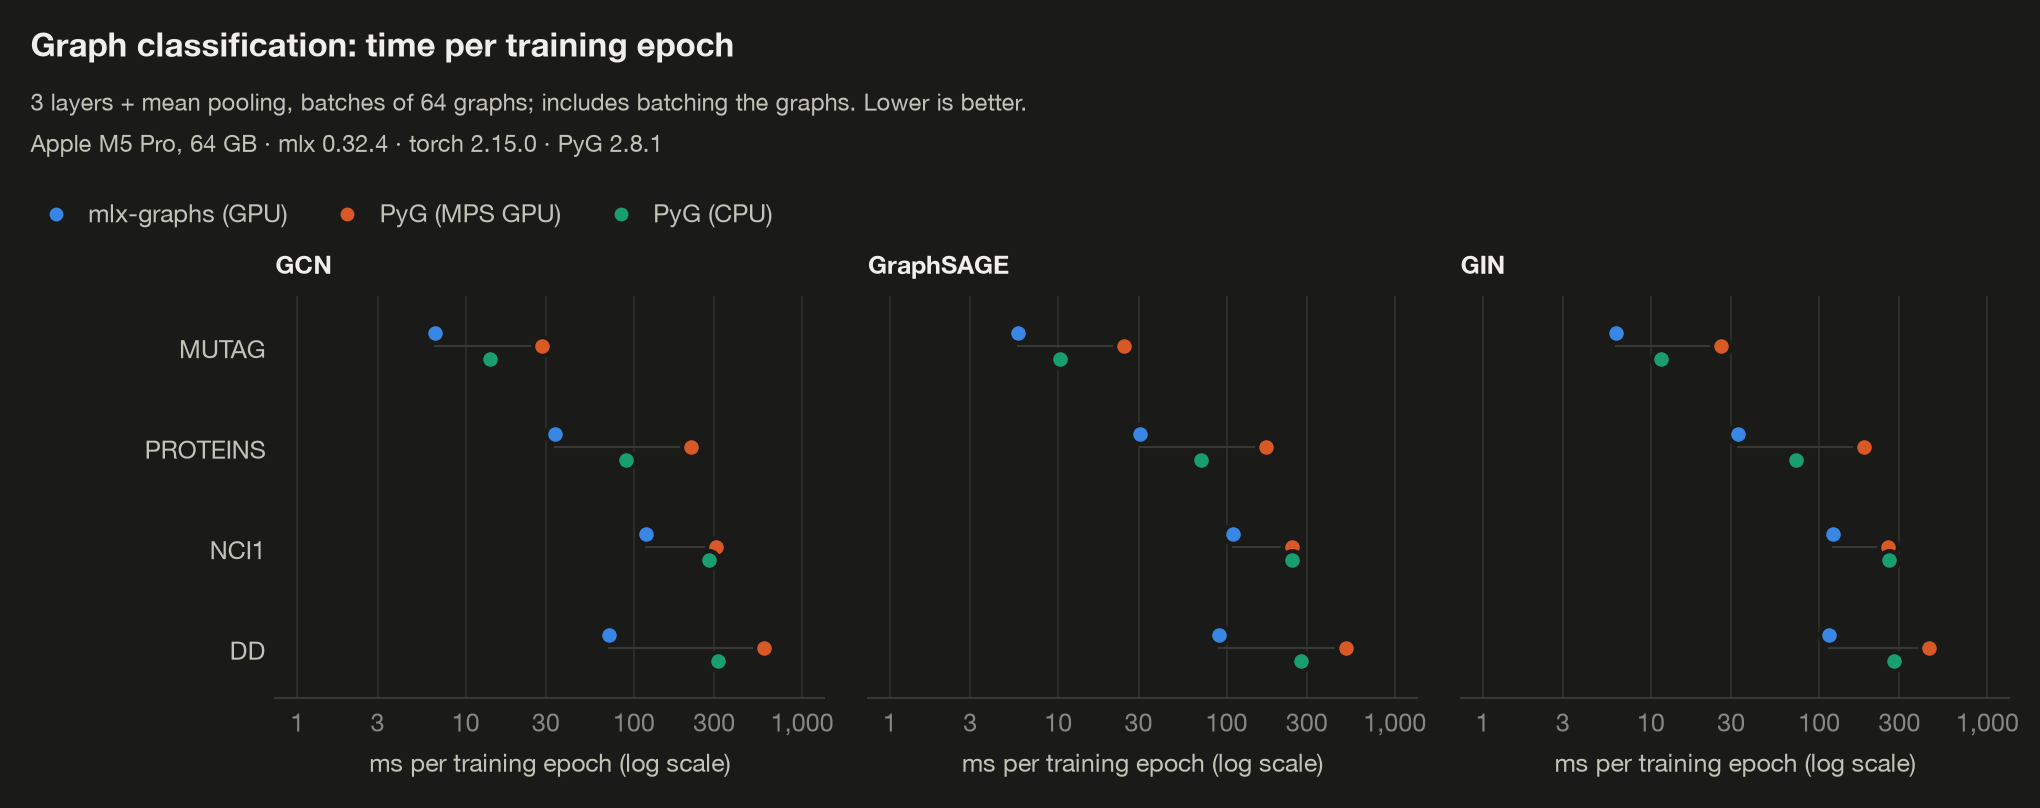 Graph classification: time per training epoch
3 layers + mean pooling, batches of 64 graphs; includes batching the graphs. Lower is better.
Apple M5 Pro, 64 GB · mlx 0.32.4 · torch 2.15.0 · PyG 2.8.1
mlx-graphs (GPU) PyG (MPS GPU) PyG (CPU)
GCN GraphSAGE GIN
MUTAG
PROTEINS
NCI1
DD
1 3 10 30 100 300 1,000 1 3 10 30 100 300 1,000 1 3 10 30 100 300 1,000
ms per training epoch (log scale) ms per training epoch (log scale) ms per training epoch (log scale)